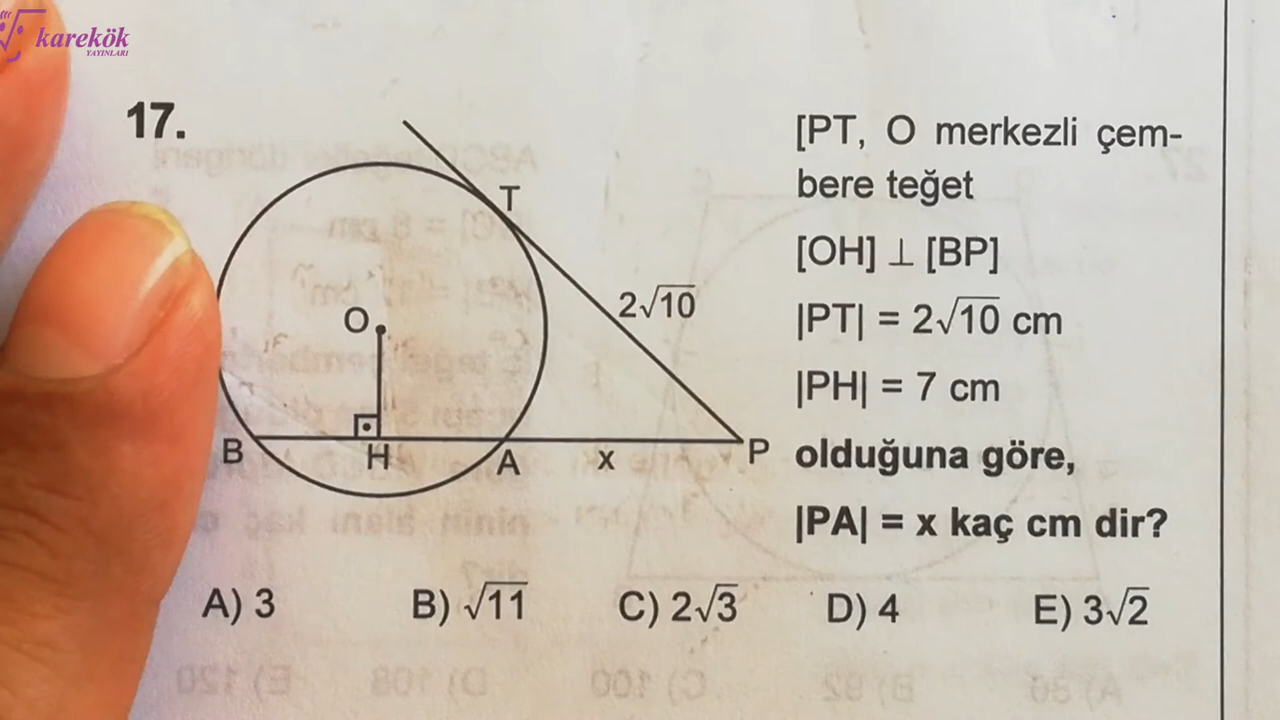 karekök
YAYINLARI
17.
[PT, O merkezli çem-
bere teğet
[OH] ⊥ [BP]
|PT| = 2√10 cm
|PH| = 7 cm
olduğuna göre,
|PA| = x kaç cm dir?
T
2√10
O
B
H
A
x
P
A) 3 B) √11 C) 2√3 D) 4 E) 3√2